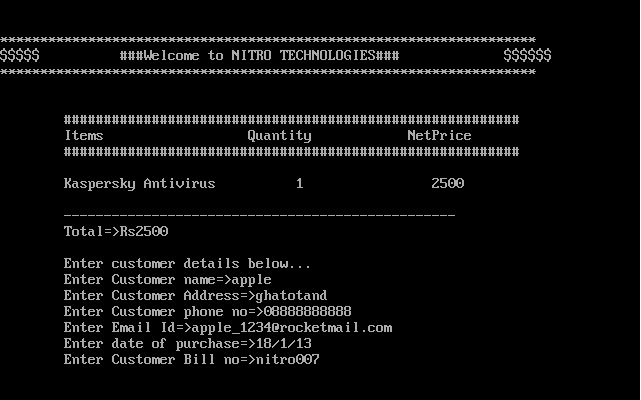 *******************************************************************
$$$$$ ###Welcome to NITRO TECHNOLOGIES### $$$$$$
*******************************************************************
#########################################################
Items Quantity NetPrice
#########################################################
Kaspersky Antivirus 1 2500
-------------------------------------------------
Total=>Rs2500
Enter customer details below...
Enter Customer name=>apple
Enter Customer Address=>ghatotand
Enter Customer phone no=>08888888888
Enter Email Id=>apple_1234@rocketmail.com
Enter date of purchase=>18/1/13
Enter Customer Bill no=>nitro007